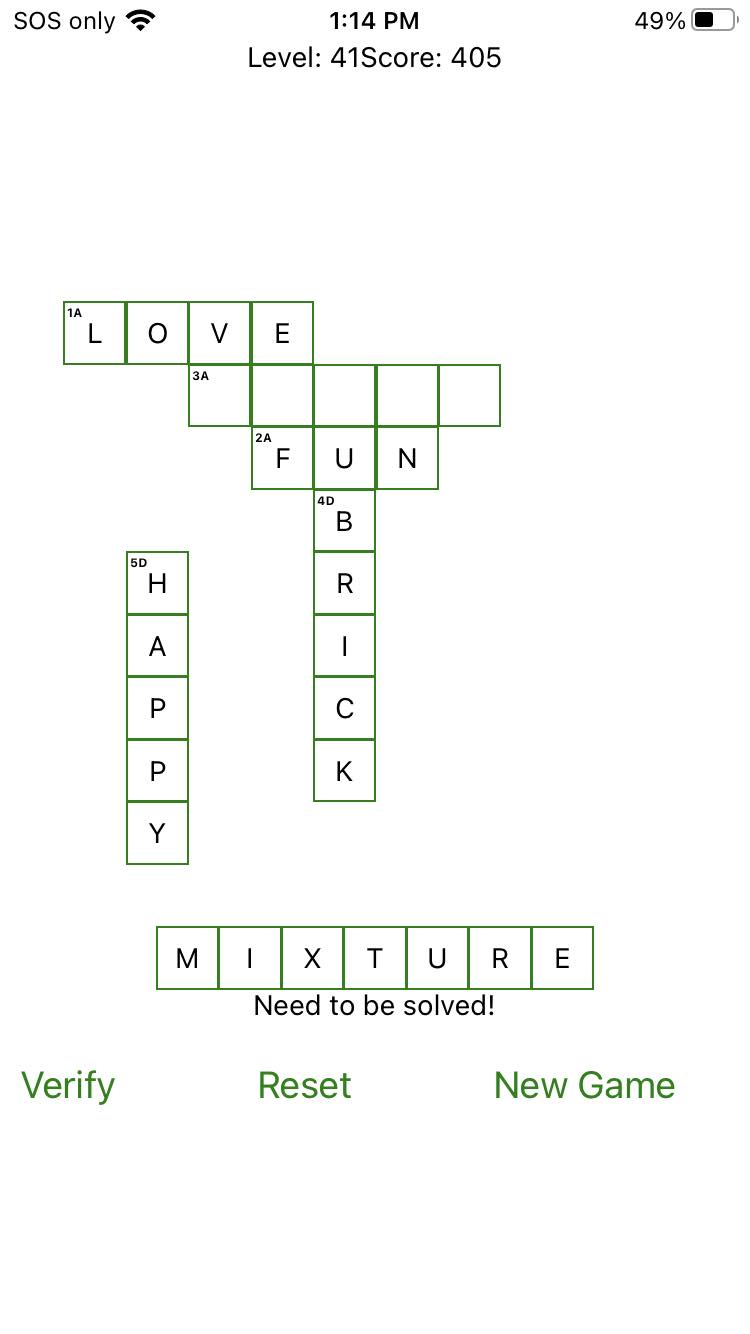 SOS only 1:14 PM 49%
Level: 41Score: 405
1A L O V E
3A
2A F U N
4D B
5D H R
A I
P C
P K
Y
M I X T U R E
Need to be solved!
Verify Reset New Game